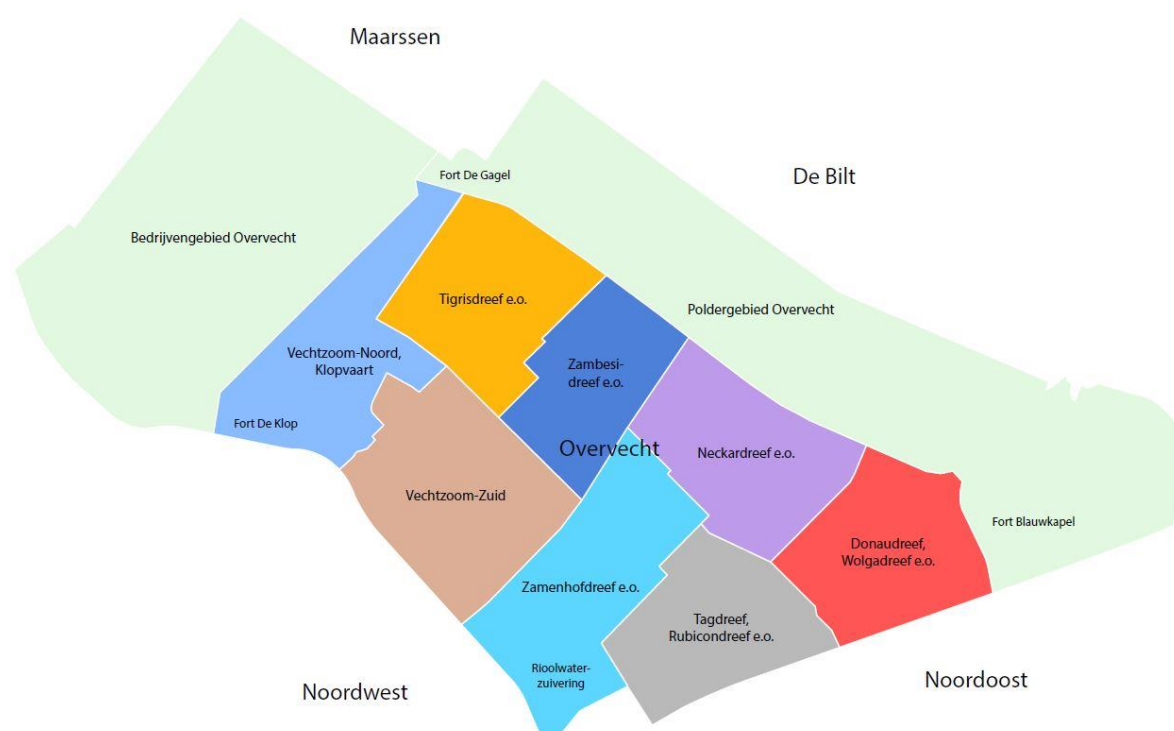 Maarssen
Fort De Gagel
De Bilt
Bedrijvengebied Overvecht
Tigrisdreef e.o.
Poldergebied Overvecht
Vechtzoom-Noord,
Klopvaart
Zambesi-
dreef e.o.
Fort De Klop
Overvecht
Neckardreef e.o.
Vechtzoom-Zuid
Fort Blauwkapel
Donaudreef,
Wolgadreef e.o.
Zamenhofdreef e.o.
Tagdreef,
Rubicondreef e.o.
Rioolwater-
zuivering
Noordwest
Noordoost